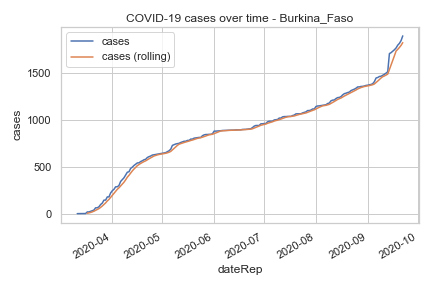 COVID-19 cases over time - Burkina_Faso
cases
cases (rolling)
1500
1000
500
0
cases
2020-04
2020-05
2020-06
2020-07
2020-08
2020-09
2020-10
dateRep